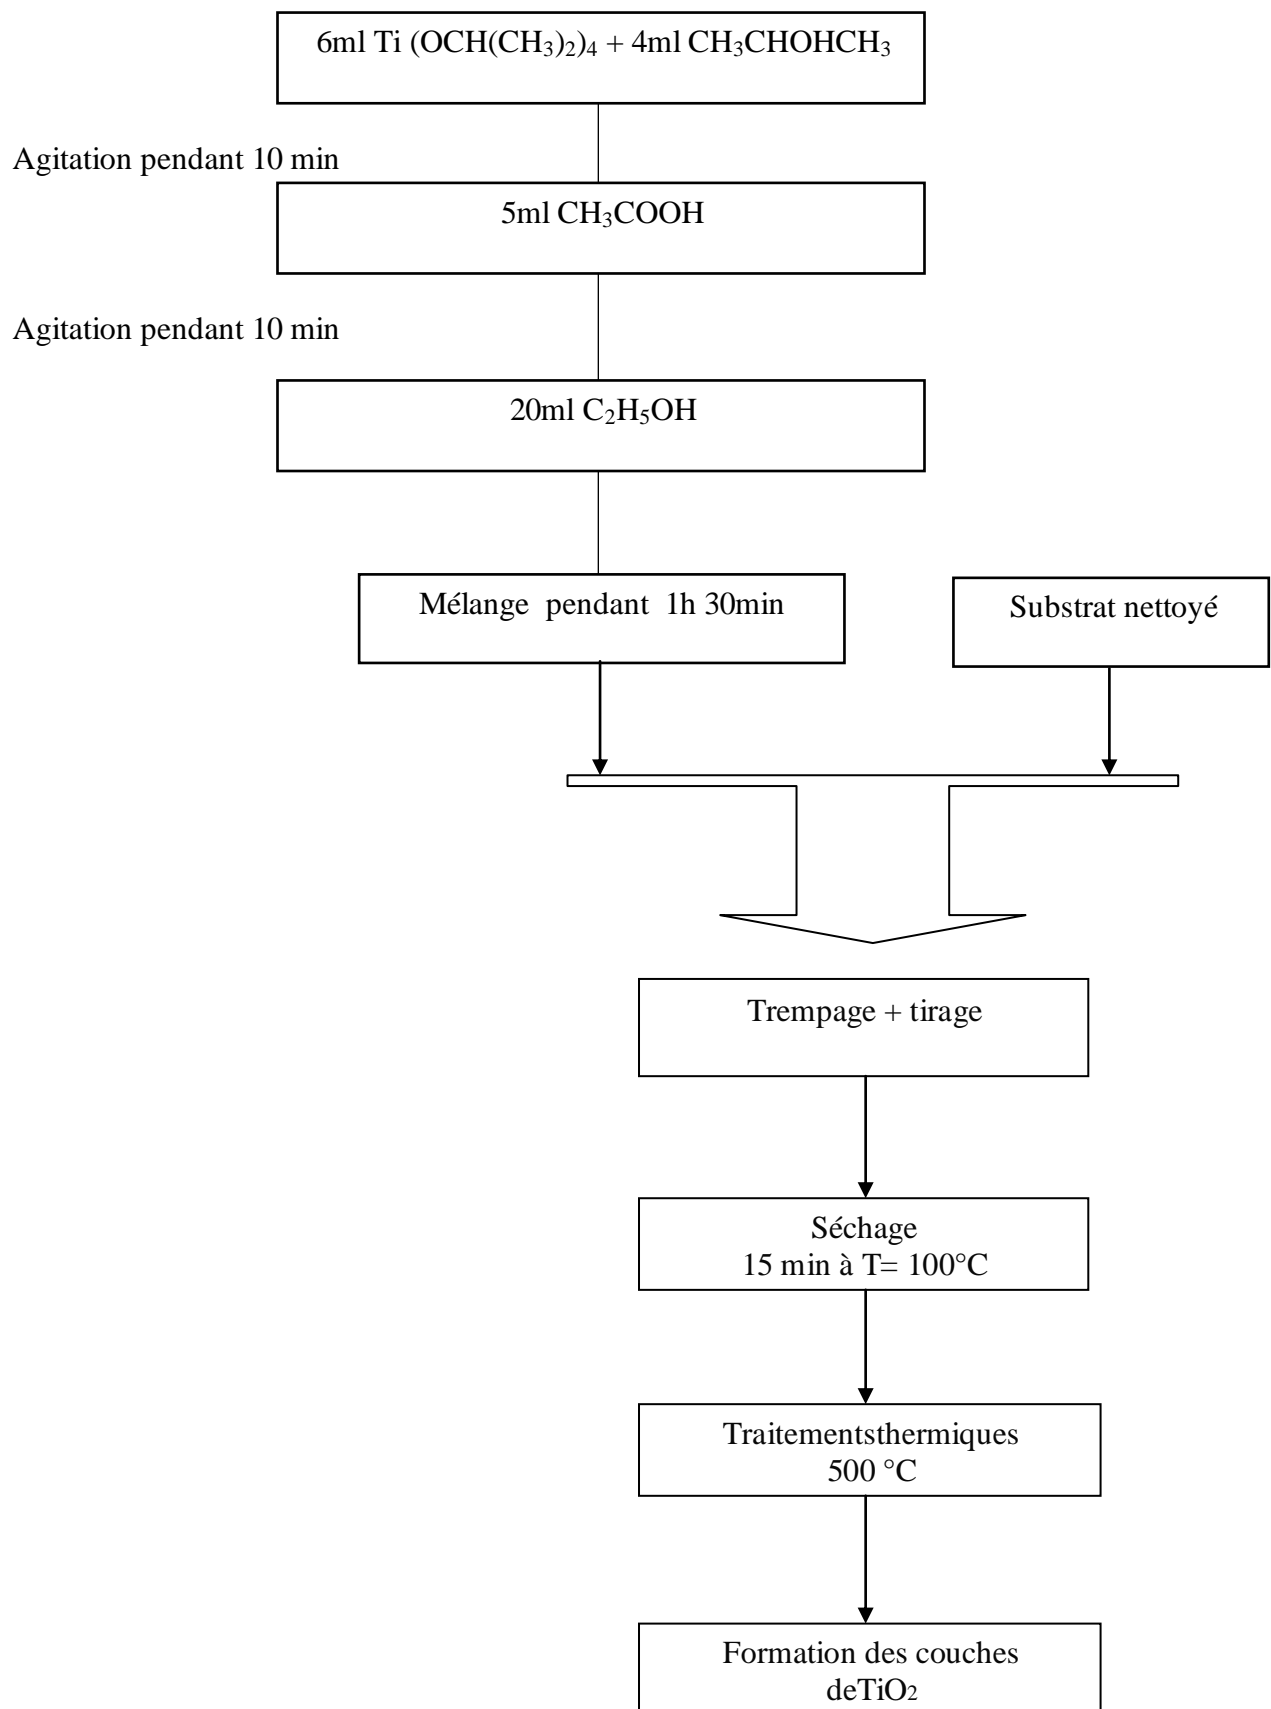 6ml Ti (OCH(CH₃)₂)₄ + 4ml CH₃CHOHCH₃
Agitation pendant 10 min
5ml CH₃COOH
Agitation pendant 10 min
20ml C₂H₅OH
Mélange pendant 1h 30min
Substrat nettoyé
Trempage + tirage
Séchage
15 min à T= 100°C
Traitementsthermiques
500 °C
Formation des couches
deTiO₂